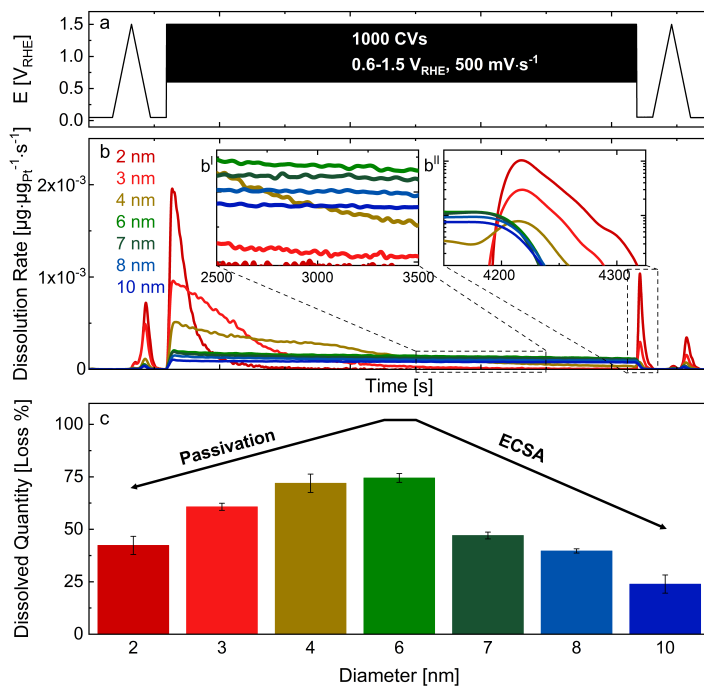 a
E [V_RHE]
1.5
1.0
0.5
0.0
1000 CVs
0.6-1.5 V_RHE, 500 mV·s⁻¹
b
Dissolution Rate [µg·µg_Pt⁻¹·s⁻¹]
2x10⁻³
1x10⁻³
0
2 nm
3 nm
4 nm
6 nm
7 nm
8 nm
10 nm
bᴵ
2500 3000 3500
bᴵᴵ
4200 4300
Time [s]
c
Dissolved Quantity [Loss %]
100
75
50
25
0
Passivation
ECSA
2 3 4 6 7 8 10
Diameter [nm]